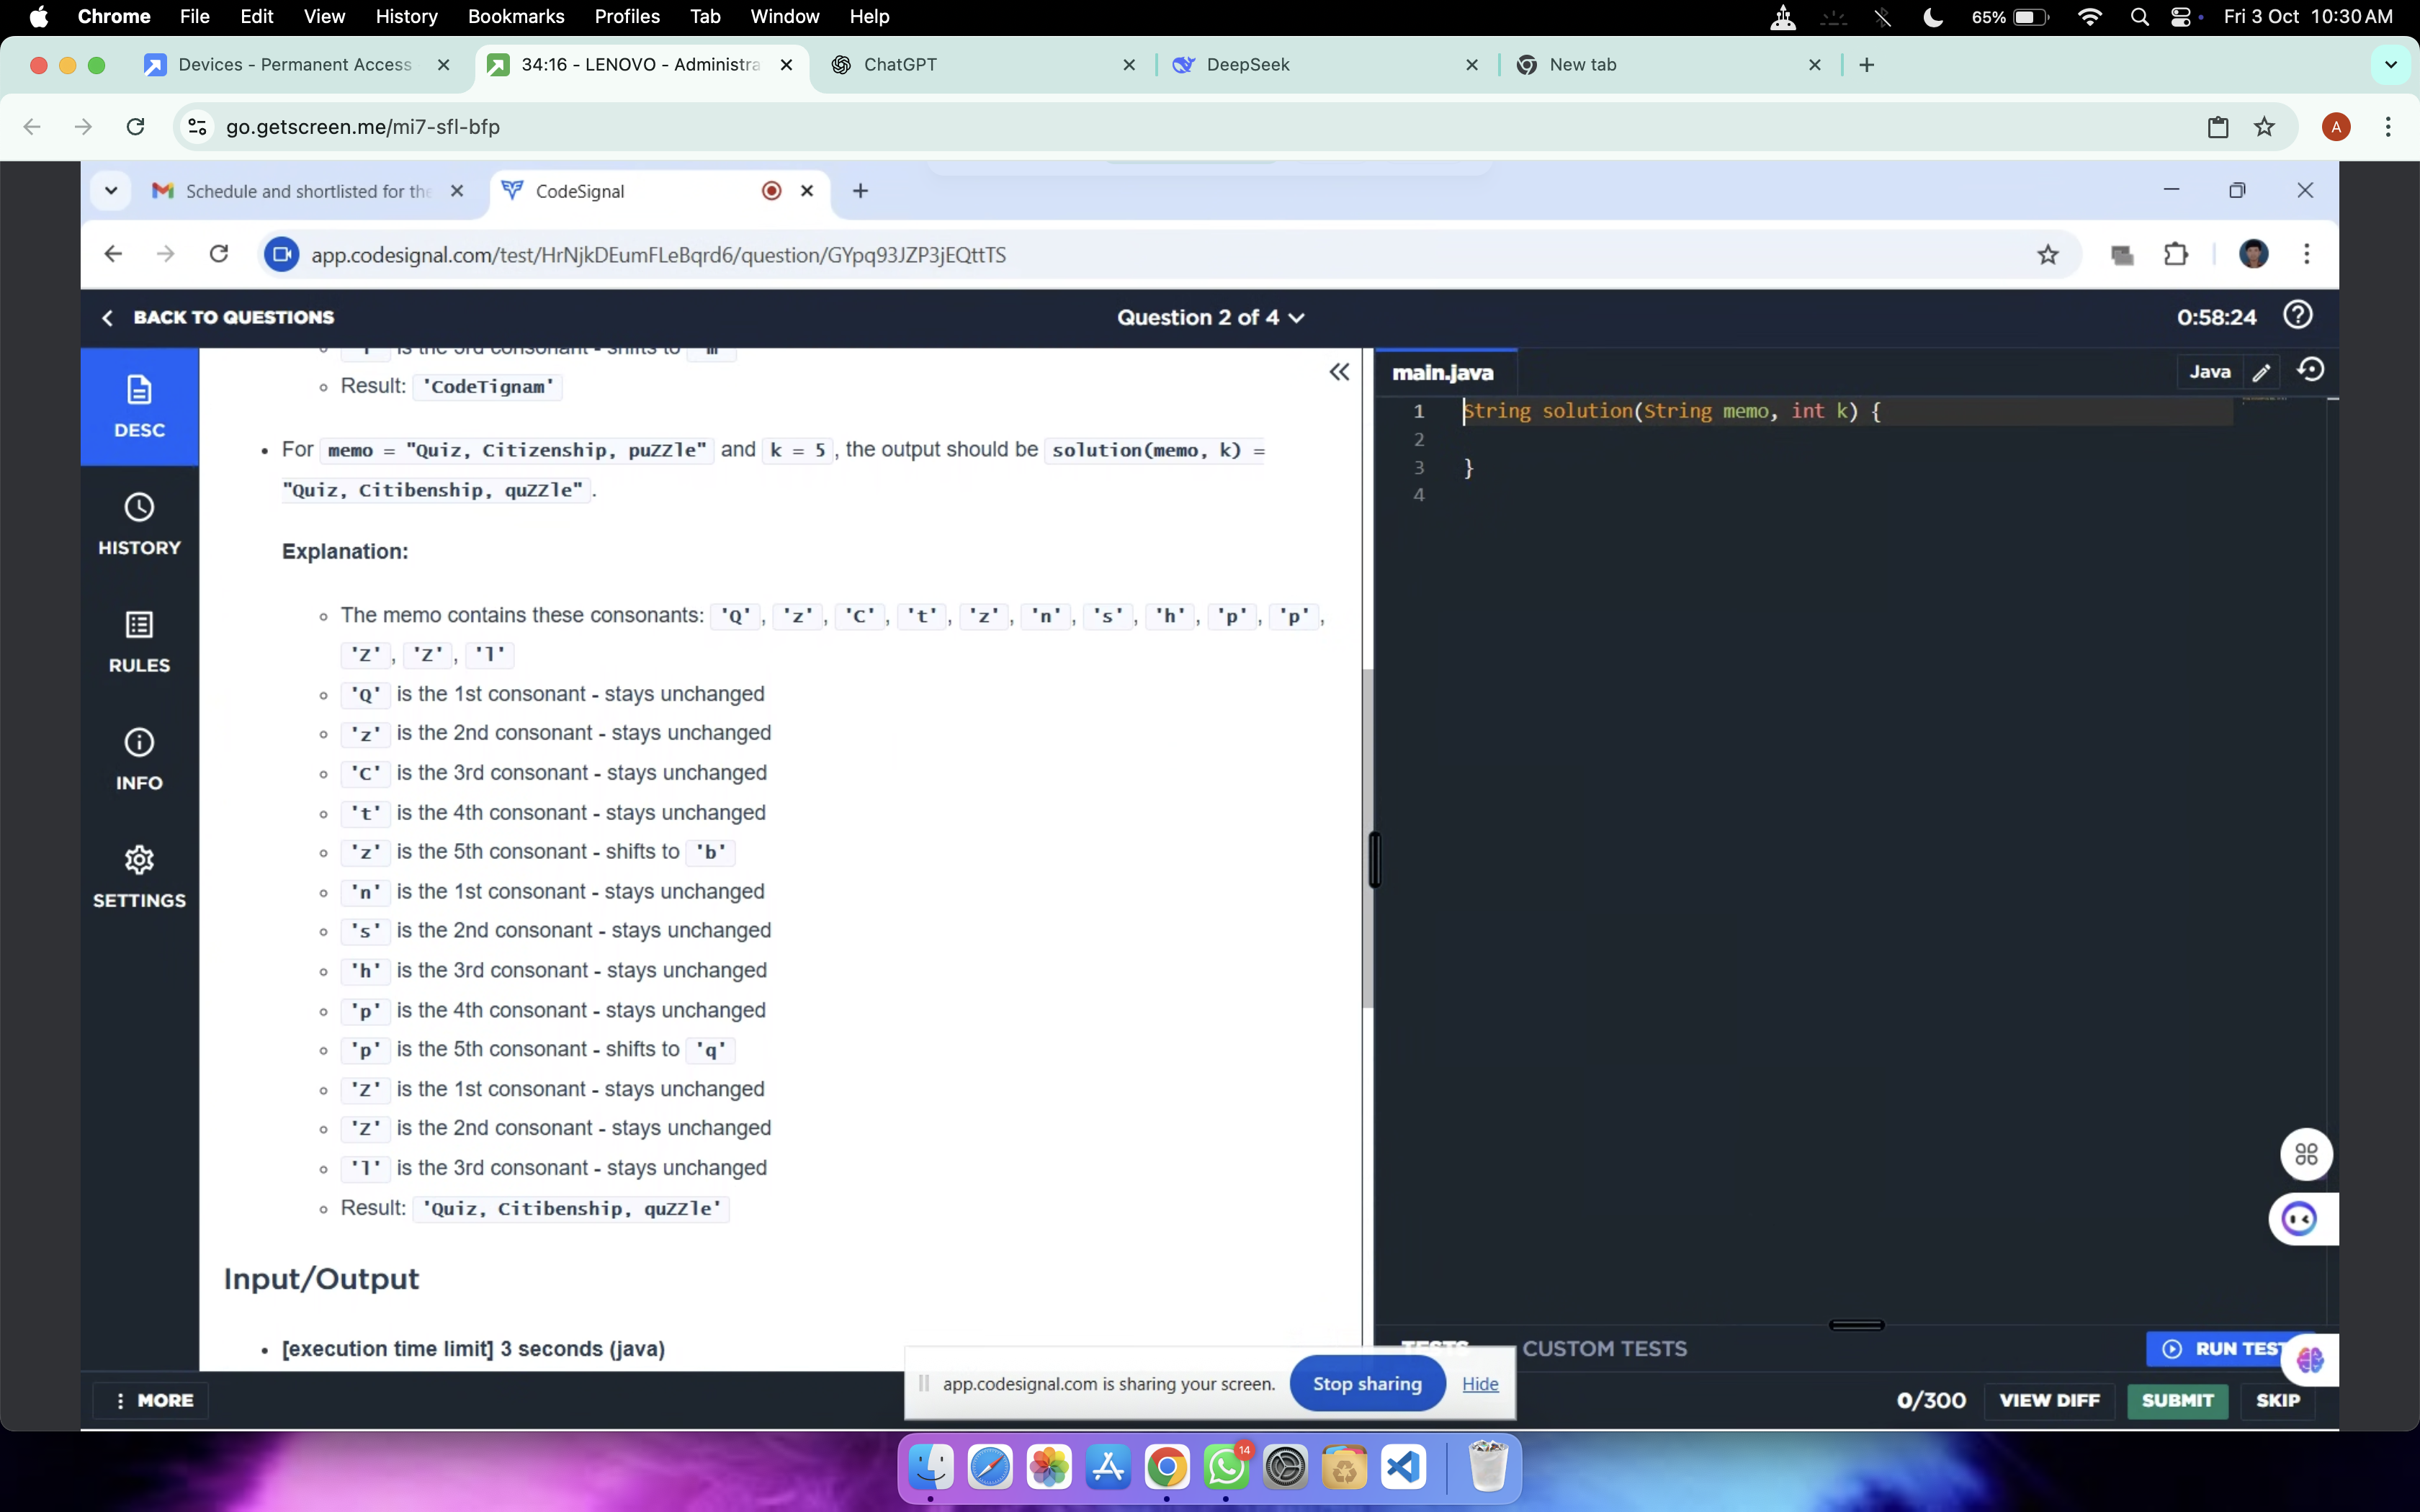 Chrome File Edit View History Bookmarks Profiles Tab Window Help 65% Fri 3 Oct 10:30 AM
Devices - Permanent Access 34:16 - LENOVO - Administra ChatGPT DeepSeek New tab
go.getscreen.me/mi7-sfl-bfp A
Schedule and shortlisted for the CodeSignal
app.codesignal.com/test/HrNjkDEumFLeBqrd6/question/GYpq93JZP3jEQttTS
BACK TO QUESTIONS Question 2 of 4 0:58:24
is the 3rd consonant - shifts to 'm'
Result: 'CodeTignam'
For memo = "Quiz, Citizenship, puZZle" and k = 5, the output should be solution(memo, k) =
"Quiz, Citibenship, quZZle".
Explanation:
The memo contains these consonants: 'Q', 'z', 'C', 't', 'z', 'n', 's', 'h', 'p', 'p',
'Z', 'Z', 'l'
'Q' is the 1st consonant - stays unchanged
'z' is the 2nd consonant - stays unchanged
'C' is the 3rd consonant - stays unchanged
't' is the 4th consonant - stays unchanged
'z' is the 5th consonant - shifts to 'b'
'n' is the 1st consonant - stays unchanged
's' is the 2nd consonant - stays unchanged
'h' is the 3rd consonant - stays unchanged
'p' is the 4th consonant - stays unchanged
'p' is the 5th consonant - shifts to 'q'
'Z' is the 1st consonant - stays unchanged
'Z' is the 2nd consonant - stays unchanged
'l' is the 3rd consonant - stays unchanged
Result: 'Quiz, Citibenship, quZZle'
Input/Output
[execution time limit] 3 seconds (java)
DESC
HISTORY
RULES
INFO
SETTINGS
MORE
main.java Java
1 String solution(String memo, int k) {
2
3 }
4
TESTS CUSTOM TESTS RUN TEST
app.codesignal.com is sharing your screen. Stop sharing Hide
0/300 VIEW DIFF SUBMIT SKIP
14